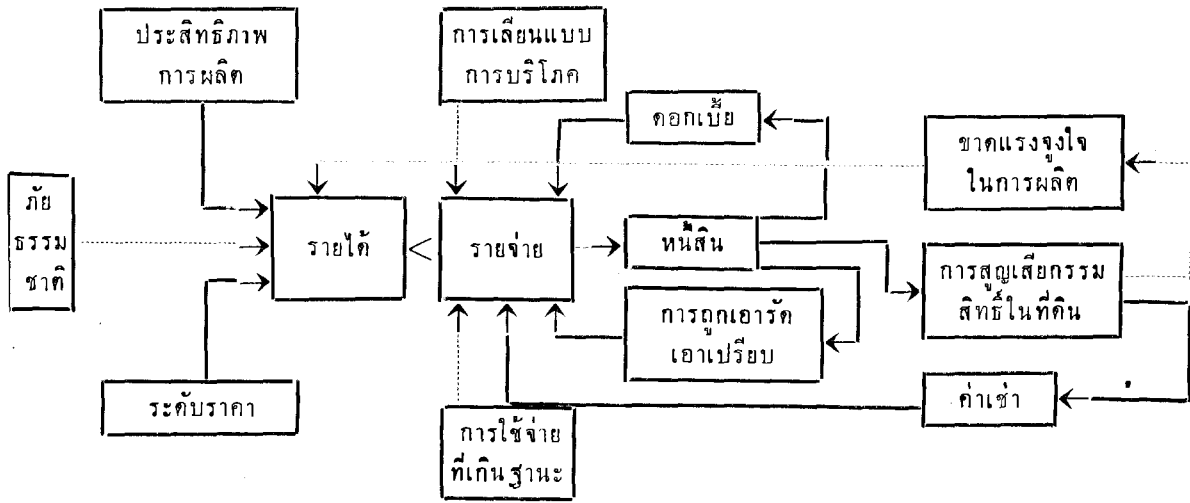 ประสิทธิภาพ
การผลิต
การเลียนแบบ
การบริโภค
ดอกเบี้ย
ขาดแรงจูงใจ
ในการผลิต
ภัย
ธรรม
ชาติ
รายได้
<
รายจ่าย
หนี้สิน
การสูญเสียกรรม
สิทธิ์ในที่ดิน
การถูกเอารัด
เอาเปรียบ
ระดับราคา
ค่าเช่า
การใช้จ่าย
ที่เกินฐานะ